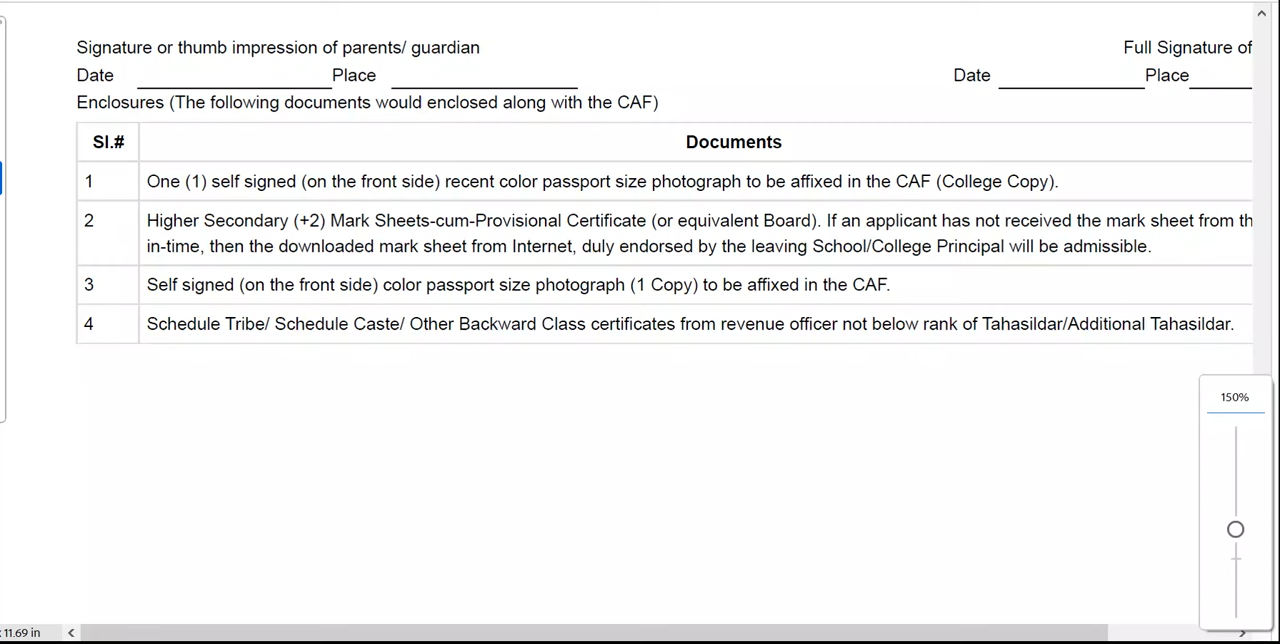 Signature or thumb impression of parents/ guardian Full Signature of
Date Place Date Place
Enclosures (The following documents would enclosed along with the CAF)
Sl.# Documents
1 One (1) self signed (on the front side) recent color passport size photograph to be affixed in the CAF (College Copy).
2 Higher Secondary (+2) Mark Sheets-cum-Provisional Certificate (or equivalent Board). If an applicant has not received the mark sheet from
in-time, then the downloaded mark sheet from Internet, duly endorsed by the leaving School/College Principal will be admissible.
3 Self signed (on the front side) color passport size photograph (1 Copy) to be affixed in the CAF.
4 Schedule Tribe/ Schedule Caste/ Other Backward Class certificates from revenue officer not below rank of Tahasildar/Additional Tahasildar.
150%
11.69 in